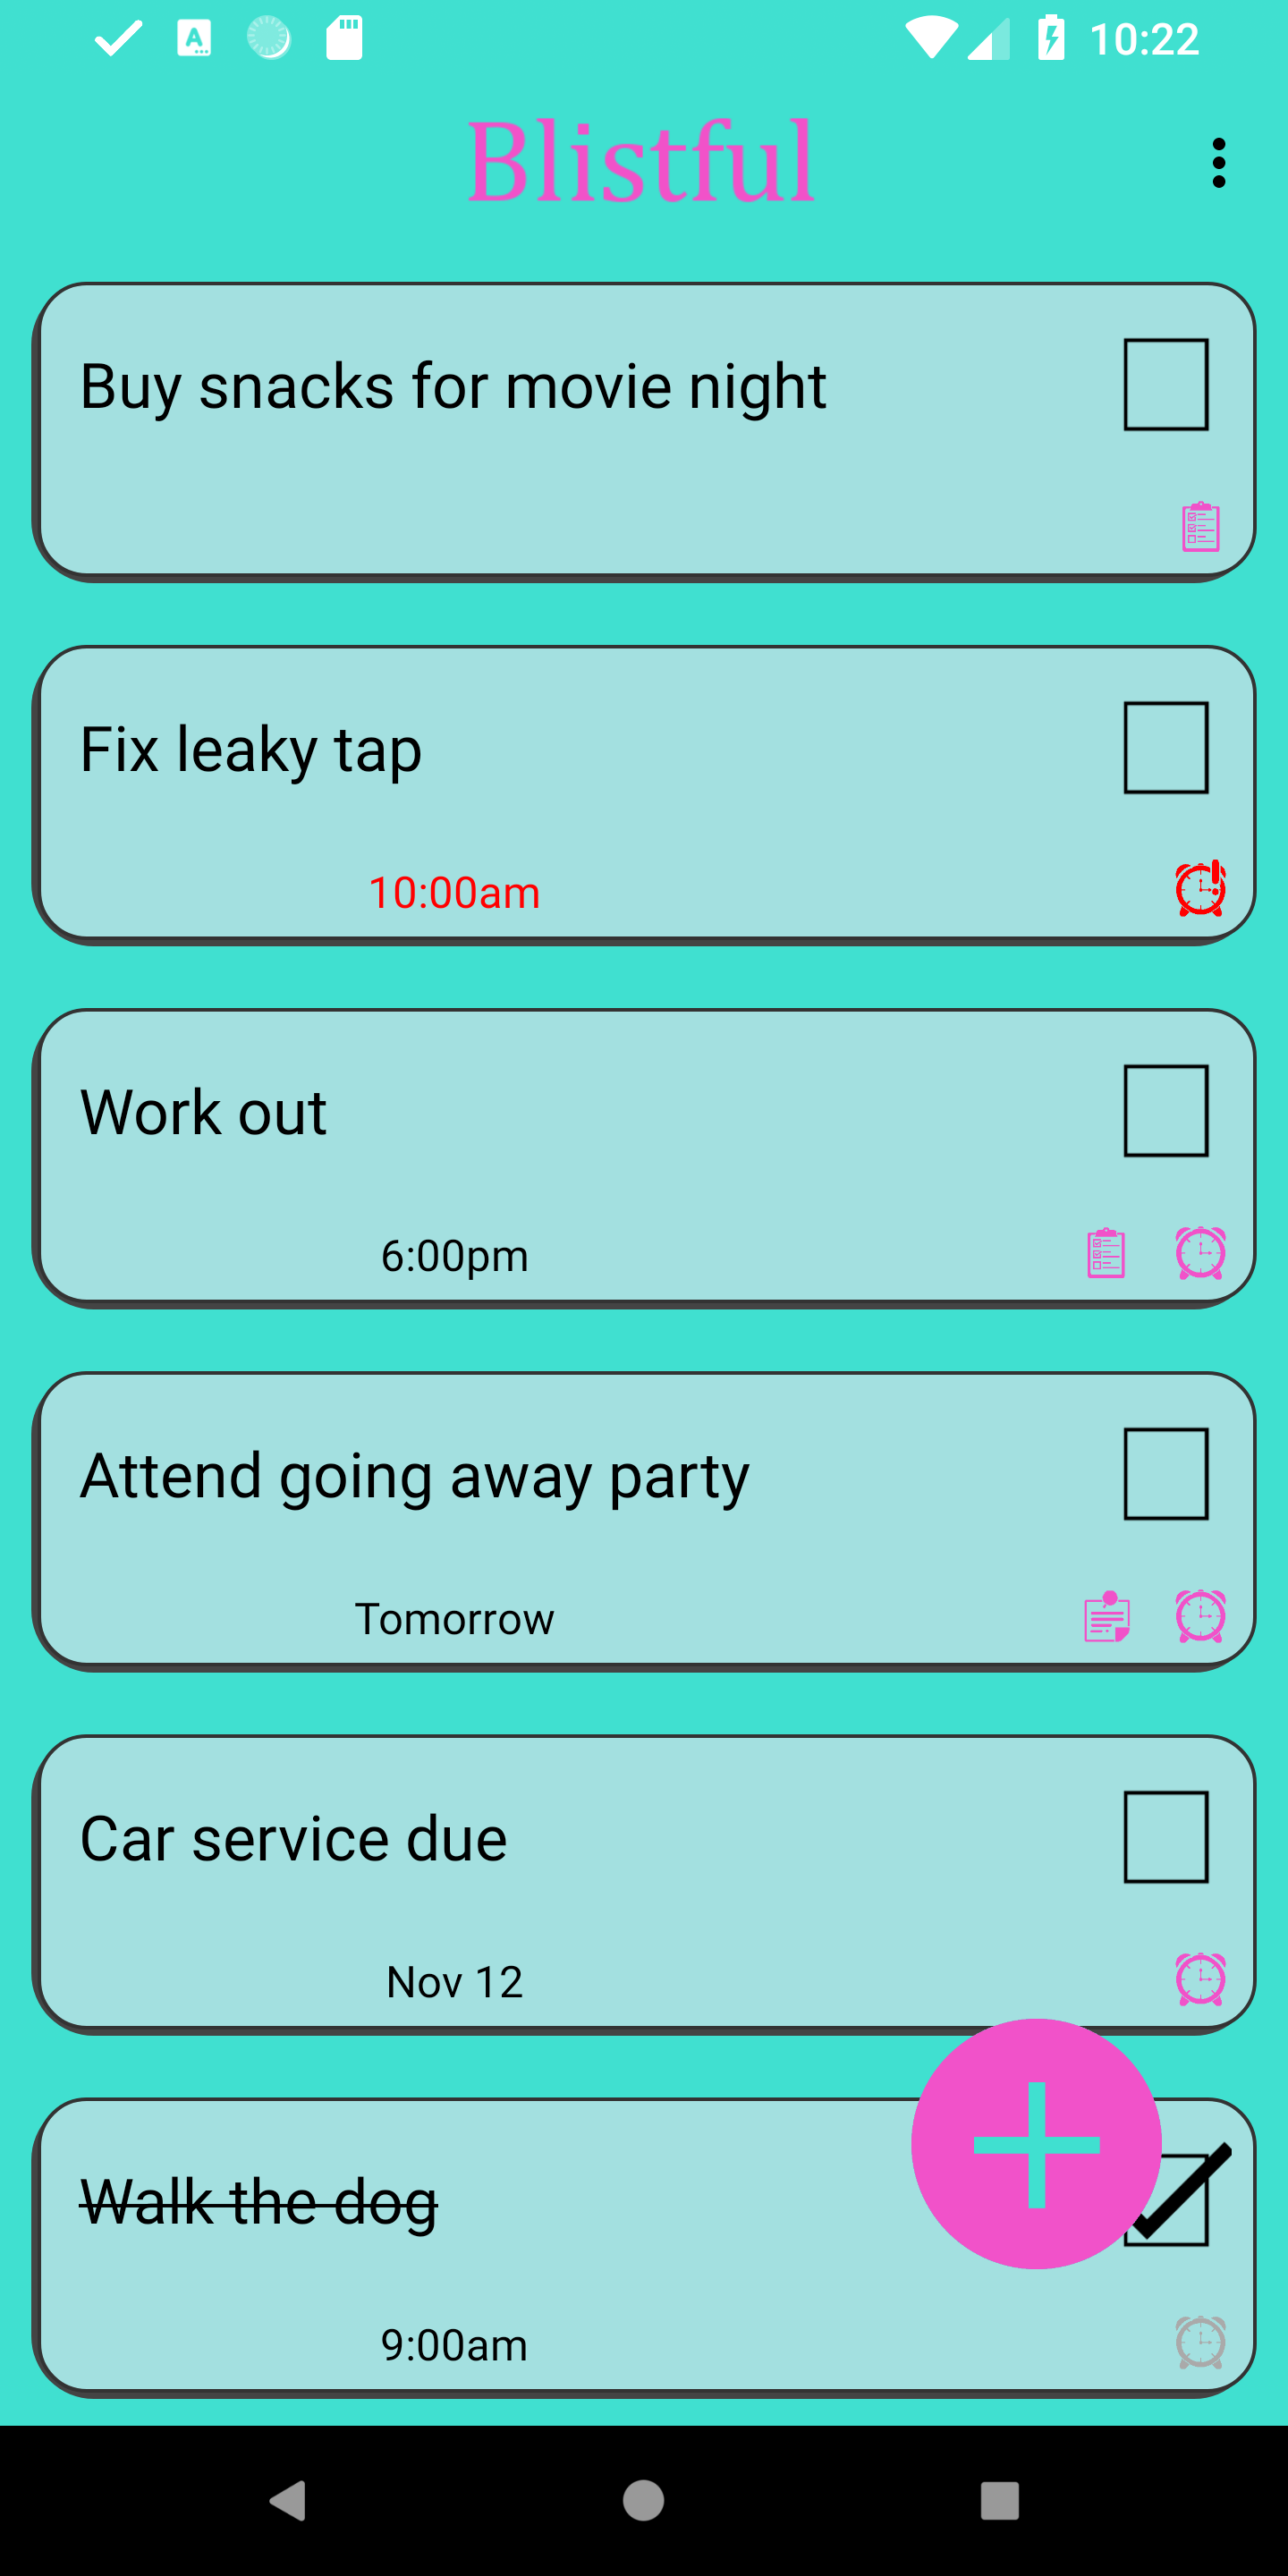 10:22
Blistful
Buy snacks for movie night
Fix leaky tap
10:00am
Work out
6:00pm
Attend going away party
Tomorrow
Car service due
Nov 12
Walk the dog
9:00am